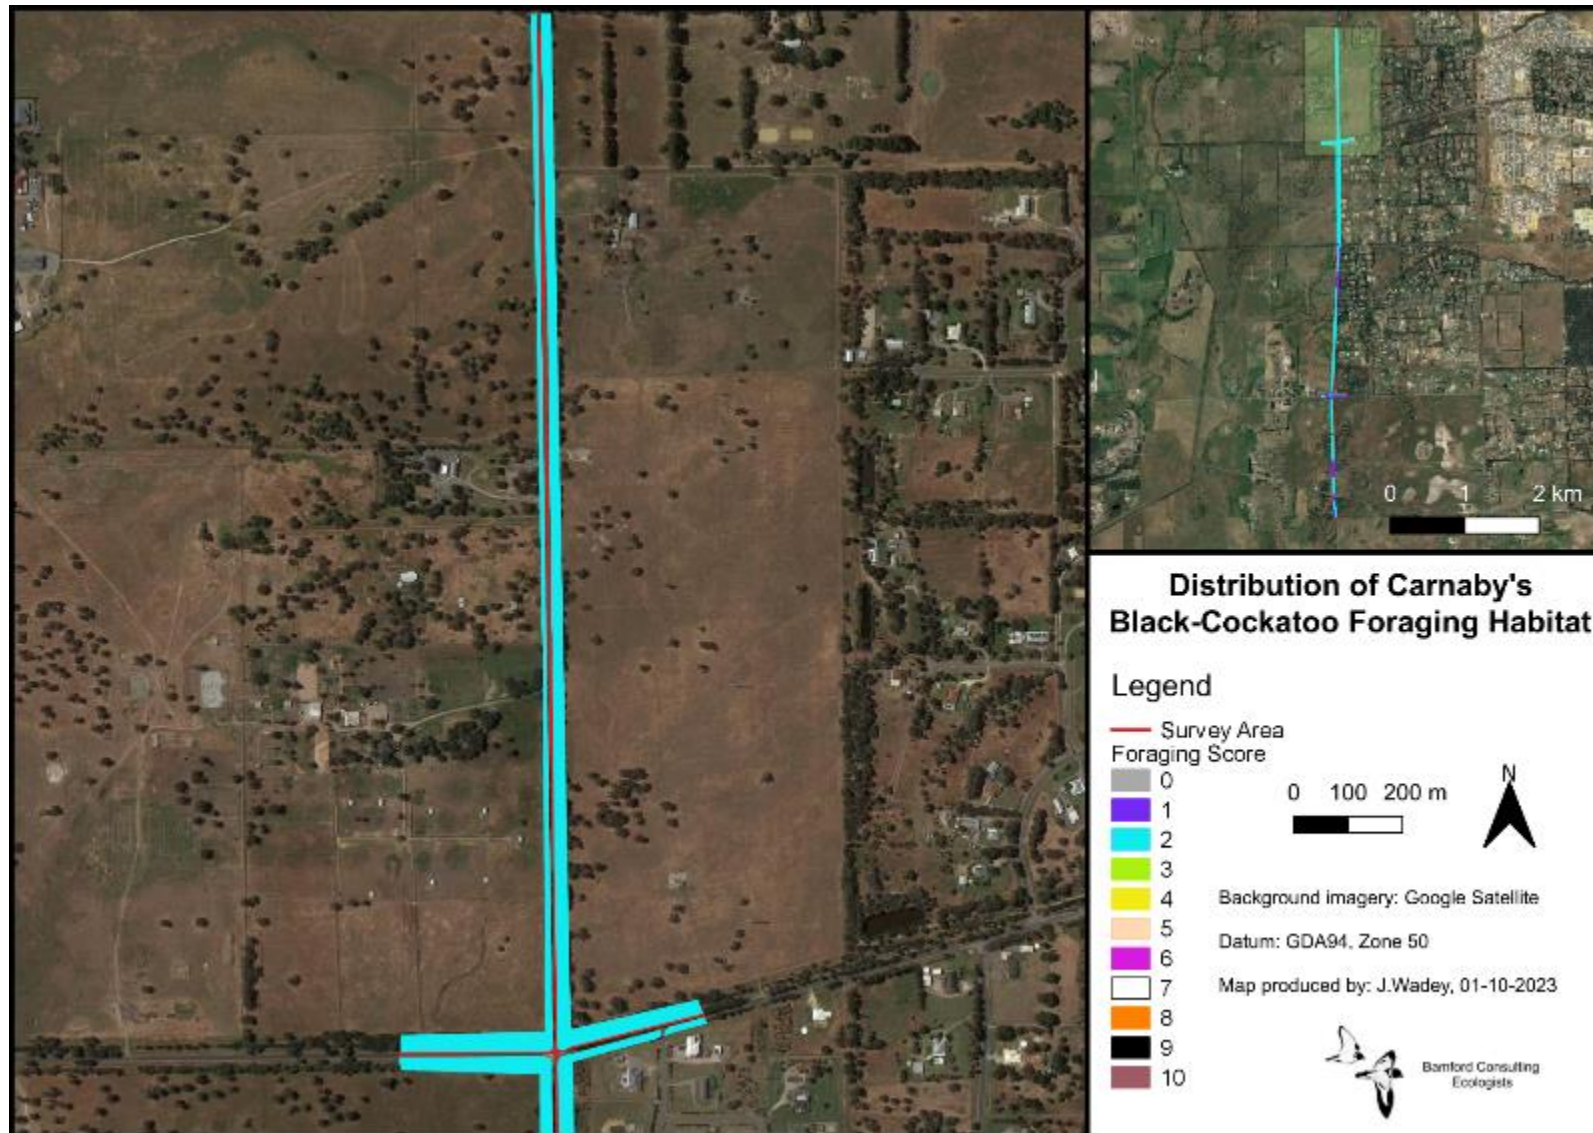 0 1 2 km
Distribution of Carnaby's
Black-Cockatoo Foraging Habitat
Legend
Survey Area
Foraging Score
0
1
2
3
4
5
6
7
8
9
10
0 100 200 m
N
Background imagery: Google Satellite
Datum: GDA94, Zone 50
Map produced by: J.Wadey, 01-10-2023
Bamford Consulting
Ecologists